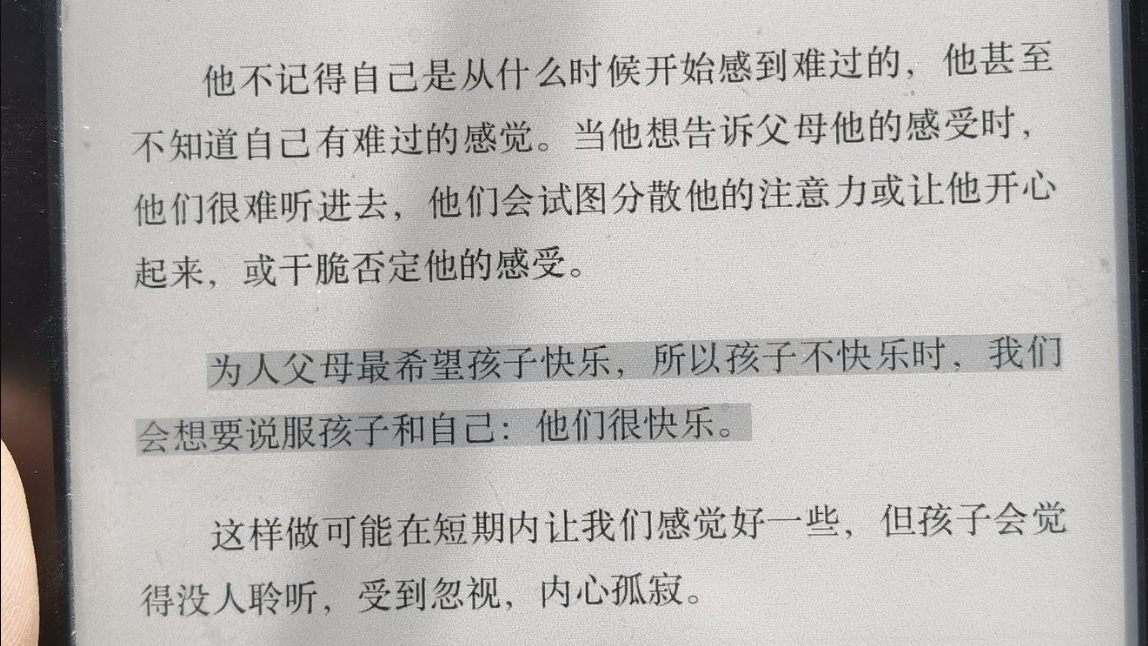 他不记得自己是从什么时候开始感到难过的，他甚至
不知道自己有难过的感觉。当他想告诉父母他的感受时，
他们很难听进去，他们会试图分散他的注意力或让他开心
起来，或干脆否定他的感受。
为人父母最希望孩子快乐，所以孩子不快乐时，我们
会想要说服孩子和自己：他们很快乐。
这样做可能在短期内让我们感觉好一些，但孩子会觉
得没人聆听，受到忽视，内心孤寂。